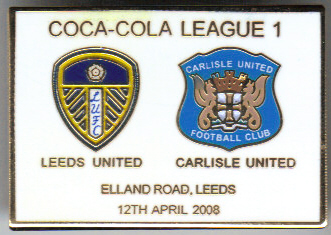 COCA-COLA LEAGUE 1
LUFC
CARLISLE UNITED
FOOTBALL CLUB
LEEDS UNITED
CARLISLE UNITED
ELLAND ROAD, LEEDS
12TH APRIL 2008